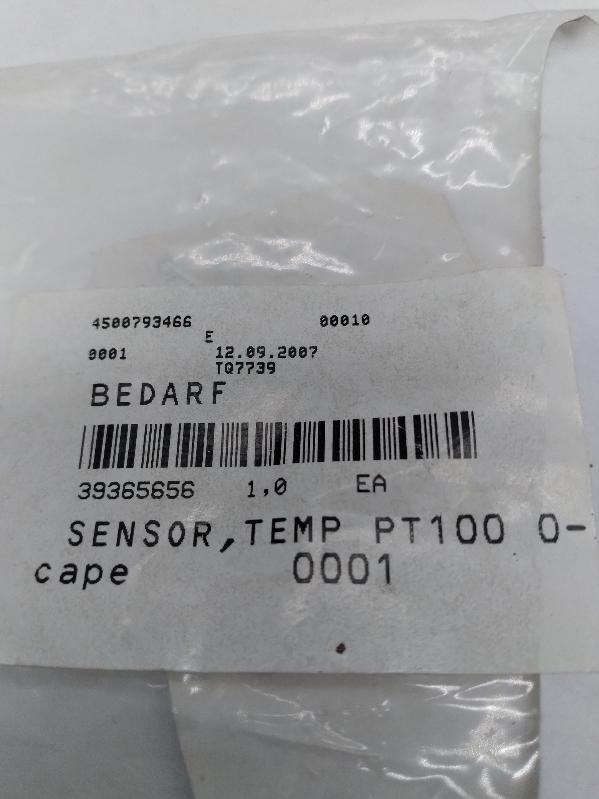 4500793466 00010
E
0001 12.09.2007
TQ7739
BEDARF
39365656 1,0 EA
SENSOR,TEMP PT100 0-
cape 0001